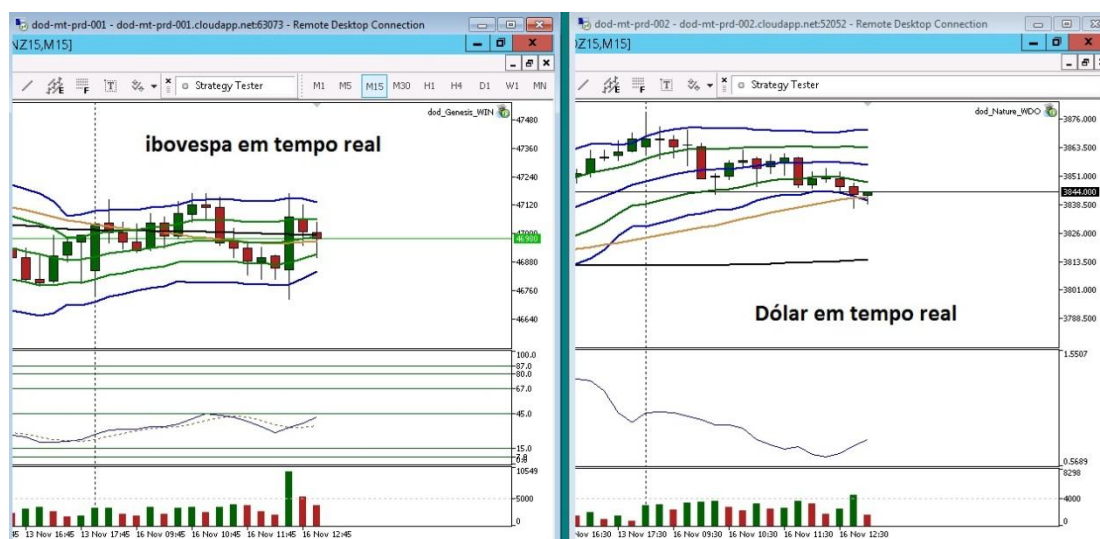 dod-mt-prd-001 - dod-mt-prd-001.cloudapp.net:63073 - Remote Desktop Connection
NZ15,M15]
Strategy Tester
M1 M5 M15 M30 H1 H4 D1 W1 MN
dod_Genesis_WIN
ibovespa em tempo real
47480
47360
47240
47120
47000
46980
46880
46760
46640
100.0
87.0
80.0
67.0
45.0
15.0
10549
5000
0
13 Nov 16:45 13 Nov 17:45 16 Nov 09:45 16 Nov 10:45 16 Nov 11:45 16 Nov 12:45
dod-mt-prd-002 - dod-mt-prd-002.cloudapp.net:52052 - Remote Desktop Connection
Z15,M15]
Strategy Tester
dod_Nature_WDO
Dólar em tempo real
3876.000
3863.500
3851.000
3844.000
3838.500
3826.000
3813.500
3801.000
3788.500
1.5507
0.5689
8298
4000
0
16:30 13 Nov 17:30 16 Nov 09:30 16 Nov 10:30 16 Nov 11:30 16 Nov 12:30